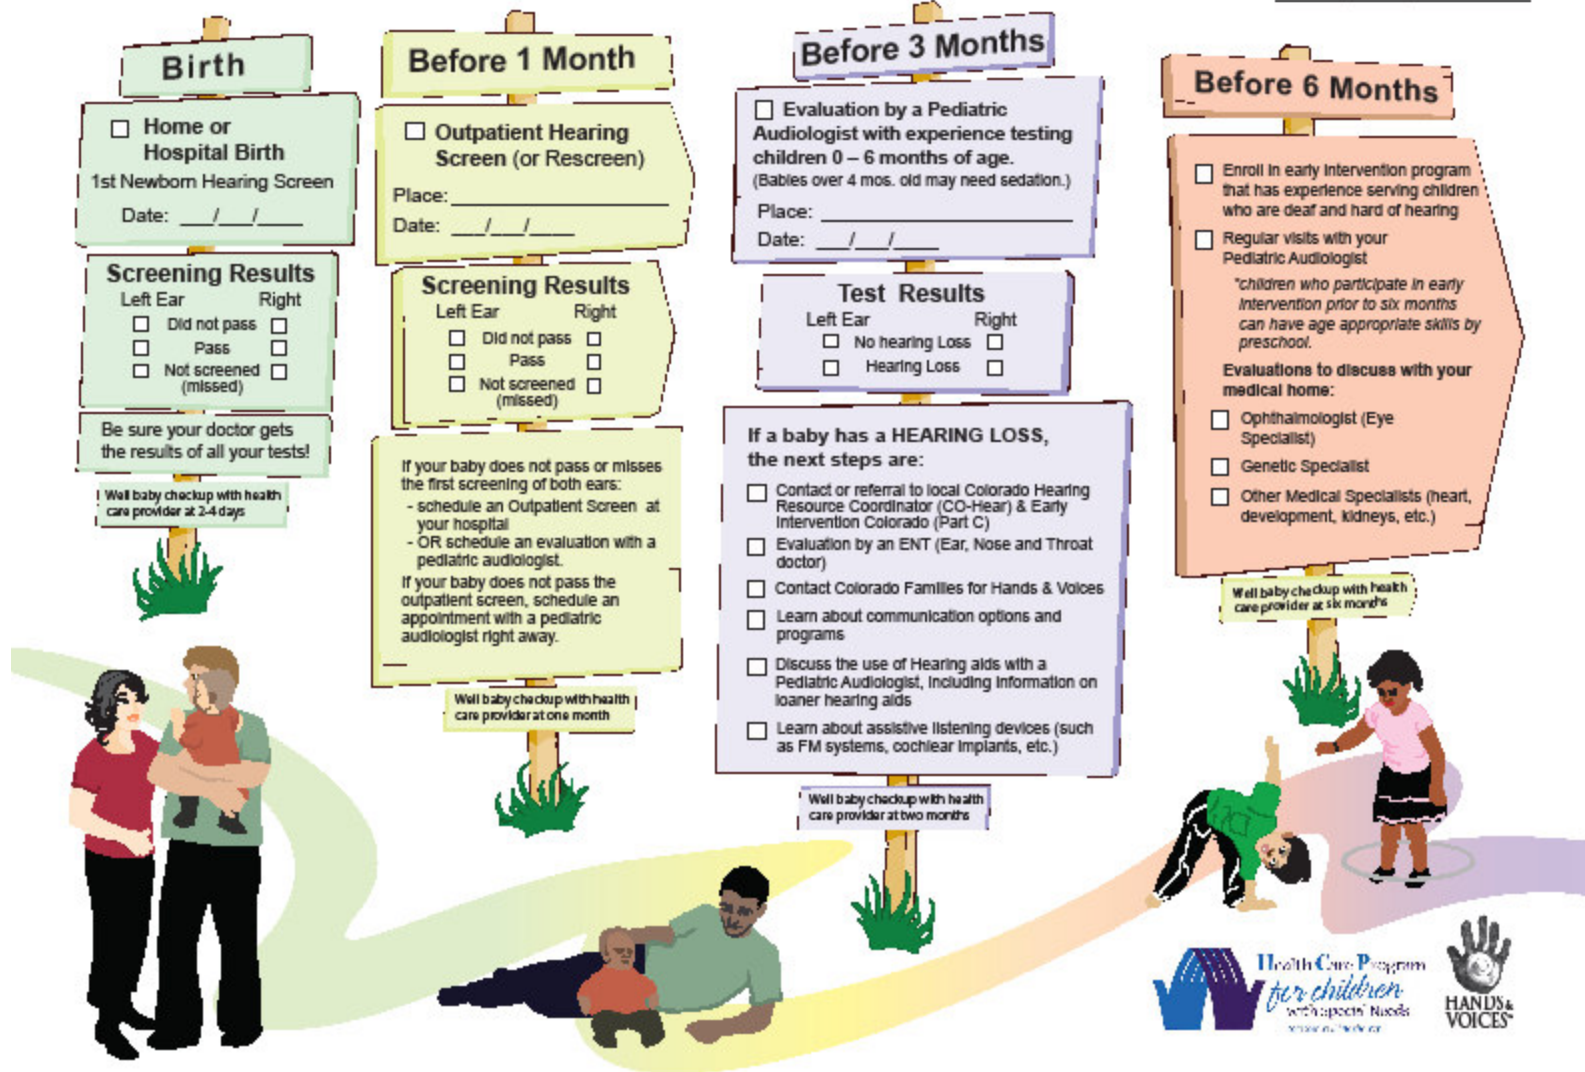 Birth
Home or
Hospital Birth
1st Newborn Hearing Screen
Date: ___/___/____
Screening Results
Left Ear Right
Did not pass
Pass
Not screened
(missed)
Be sure your doctor gets
the results of all your tests!
Well baby checkup with health
care provider at 2-4 days
Before 1 Month
Outpatient Hearing
Screen (or Rescreen)
Place: ____________________
Date: ___/___/____
Screening Results
Left Ear Right
Did not pass
Pass
Not screened
(missed)
If your baby does not pass or misses
the first screening of both ears:
- schedule an Outpatient Screen at
your hospital
- OR schedule an evaluation with a
pediatric audiologist.
If your baby does not pass the
outpatient screen, schedule an
appointment with a pediatric
audiologist right away.
Well baby checkup with health
care provider at one month
Before 3 Months
Evaluation by a Pediatric
Audiologist with experience testing
children 0 – 6 months of age.
(Babies over 4 mos. old may need sedation.)
Place: _______________________
Date: ___/___/____
Test Results
Left Ear Right
No hearing Loss
Hearing Loss
If a baby has a HEARING LOSS,
the next steps are:
Contact or referral to local Colorado Hearing
Resource Coordinator (CO-Hear) & Early
Intervention Colorado (Part C)
Evaluation by an ENT (Ear, Nose and Throat
doctor)
Contact Colorado Families for Hands & Voices
Learn about communication options and
programs
Discuss the use of Hearing aids with a
Pediatric Audiologist, including information on
loaner hearing aids
Learn about assistive listening devices (such
as FM systems, cochlear implants, etc.)
Well baby checkup with health
care provider at two months
Before 6 Months
Enroll in early intervention program
that has experience serving children
who are deaf and hard of hearing
Regular visits with your
Pediatric Audiologist
*children who participate in early
intervention prior to six months
can have age appropriate skills by
preschool.
Evaluations to discuss with your
medical home:
Ophthalmologist (Eye
Specialist)
Genetic Specialist
Other Medical Specialists (heart,
development, kidneys, etc.)
Well baby checkup with health
care provider at six months
Health Care Program
for children
with Special Needs
HANDS &
VOICES™